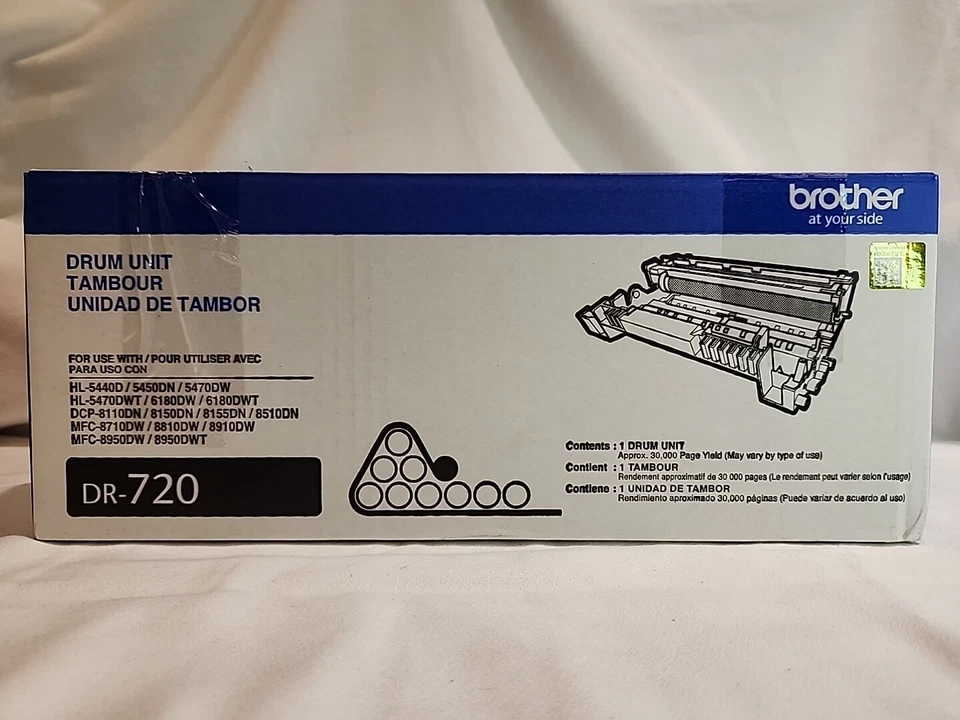 brother
at your side
DRUM UNIT
TAMBOUR
UNIDAD DE TAMBOR
FOR USE WITH / POUR UTILISER AVEC
PARA USO CON
HL-5440D / 5450DN / 5470DW
HL-5470DWT / 6180DW / 6180DWT
DCP-8110DN / 8150DN / 8155DN / 8510DN
MFC-8710DW / 8810DW / 8910DW
MFC-8950DW / 8950DWT
DR-720
Contents : 1 DRUM UNIT
Approx. 30,000 Page Yield (May vary by type of use)
Contient : 1 TAMBOUR
Rendement approximatif de 30 000 pages (Le rendement peut varier selon l'usage)
Contiene : 1 UNIDAD DE TAMBOR
Rendimiento aproximado 30,000 páginas (Puede variar de acuerdo al uso)